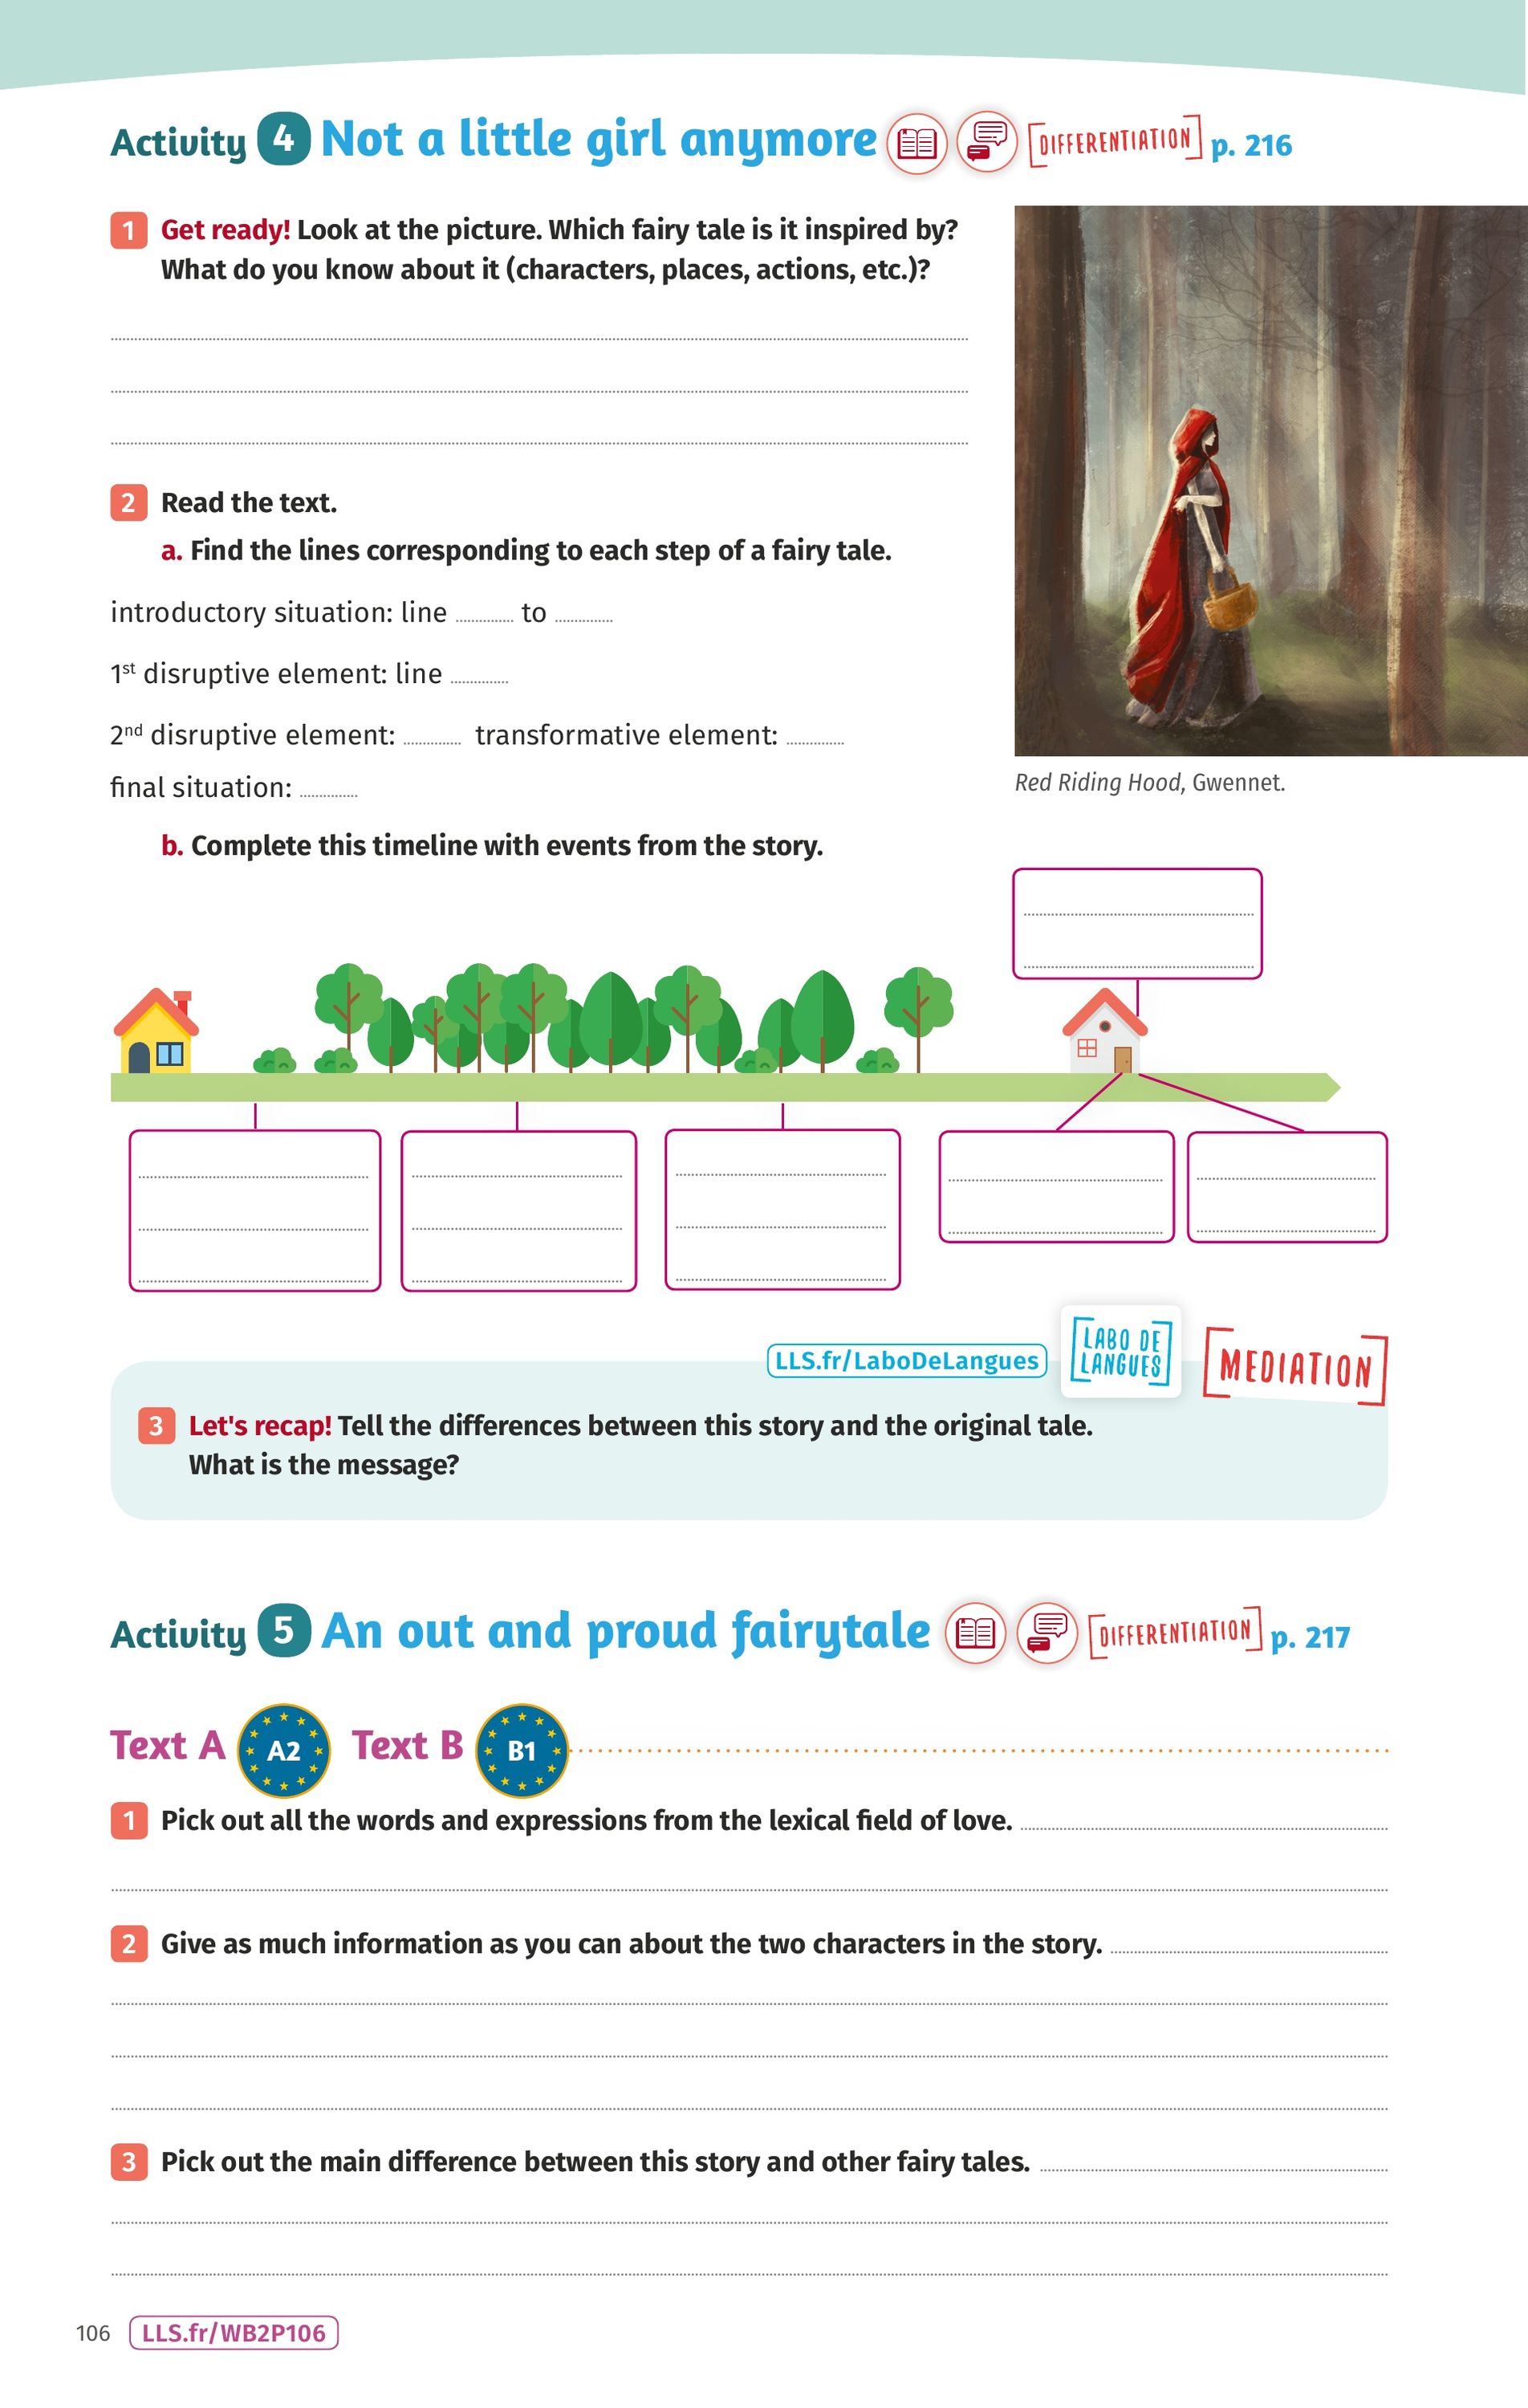 Activity 4 Not a little girl anymore DIFFERENTIATION p. 216
1 Get ready! Look at the picture. Which fairy tale is it inspired by?
What do you know about it (characters, places, actions, etc.)?
2 Read the text.
a. Find the lines corresponding to each step of a fairy tale.
introductory situation: line to
1st disruptive element: line
2nd disruptive element: transformative element:
final situation:
Red Riding Hood, Gwennet.
b. Complete this timeline with events from the story.
LLS.fr/LaboDeLangues
LABO DE
LANGUES
MEDIATION
3 Let's recap! Tell the differences between this story and the original tale.
What is the message?
Activity 5 An out and proud fairytale DIFFERENTIATION p. 217
Text A A2 Text B B1
1 Pick out all the words and expressions from the lexical field of love.
2 Give as much information as you can about the two characters in the story.
3 Pick out the main difference between this story and other fairy tales.
106 LLS.fr/WB2P106